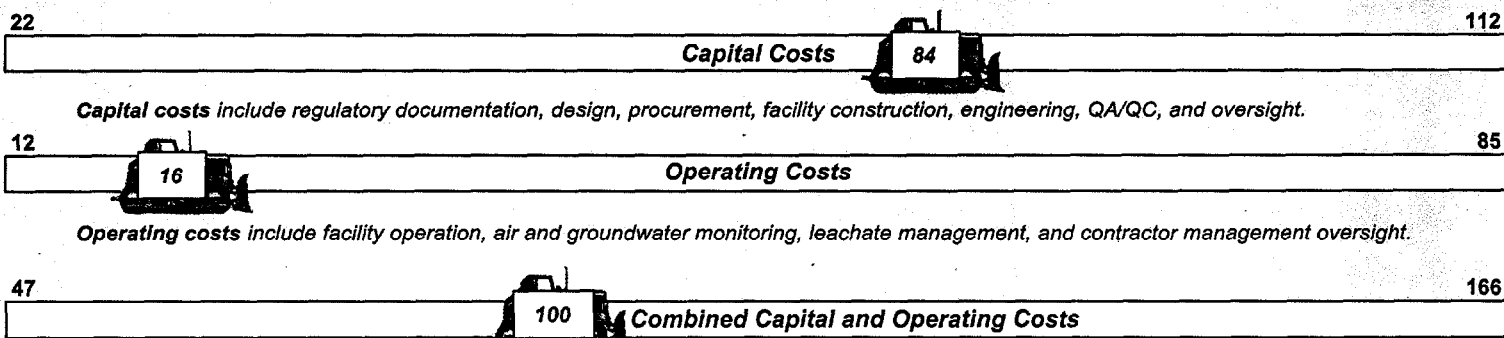 22 112
Capital Costs 84
Capital costs include regulatory documentation, design, procurement, facility construction, engineering, QA/QC, and oversight.
12 85
16 Operating Costs
Operating costs include facility operation, air and groundwater monitoring, leachate management, and contractor management oversight.
47 166
100 Combined Capital and Operating Costs